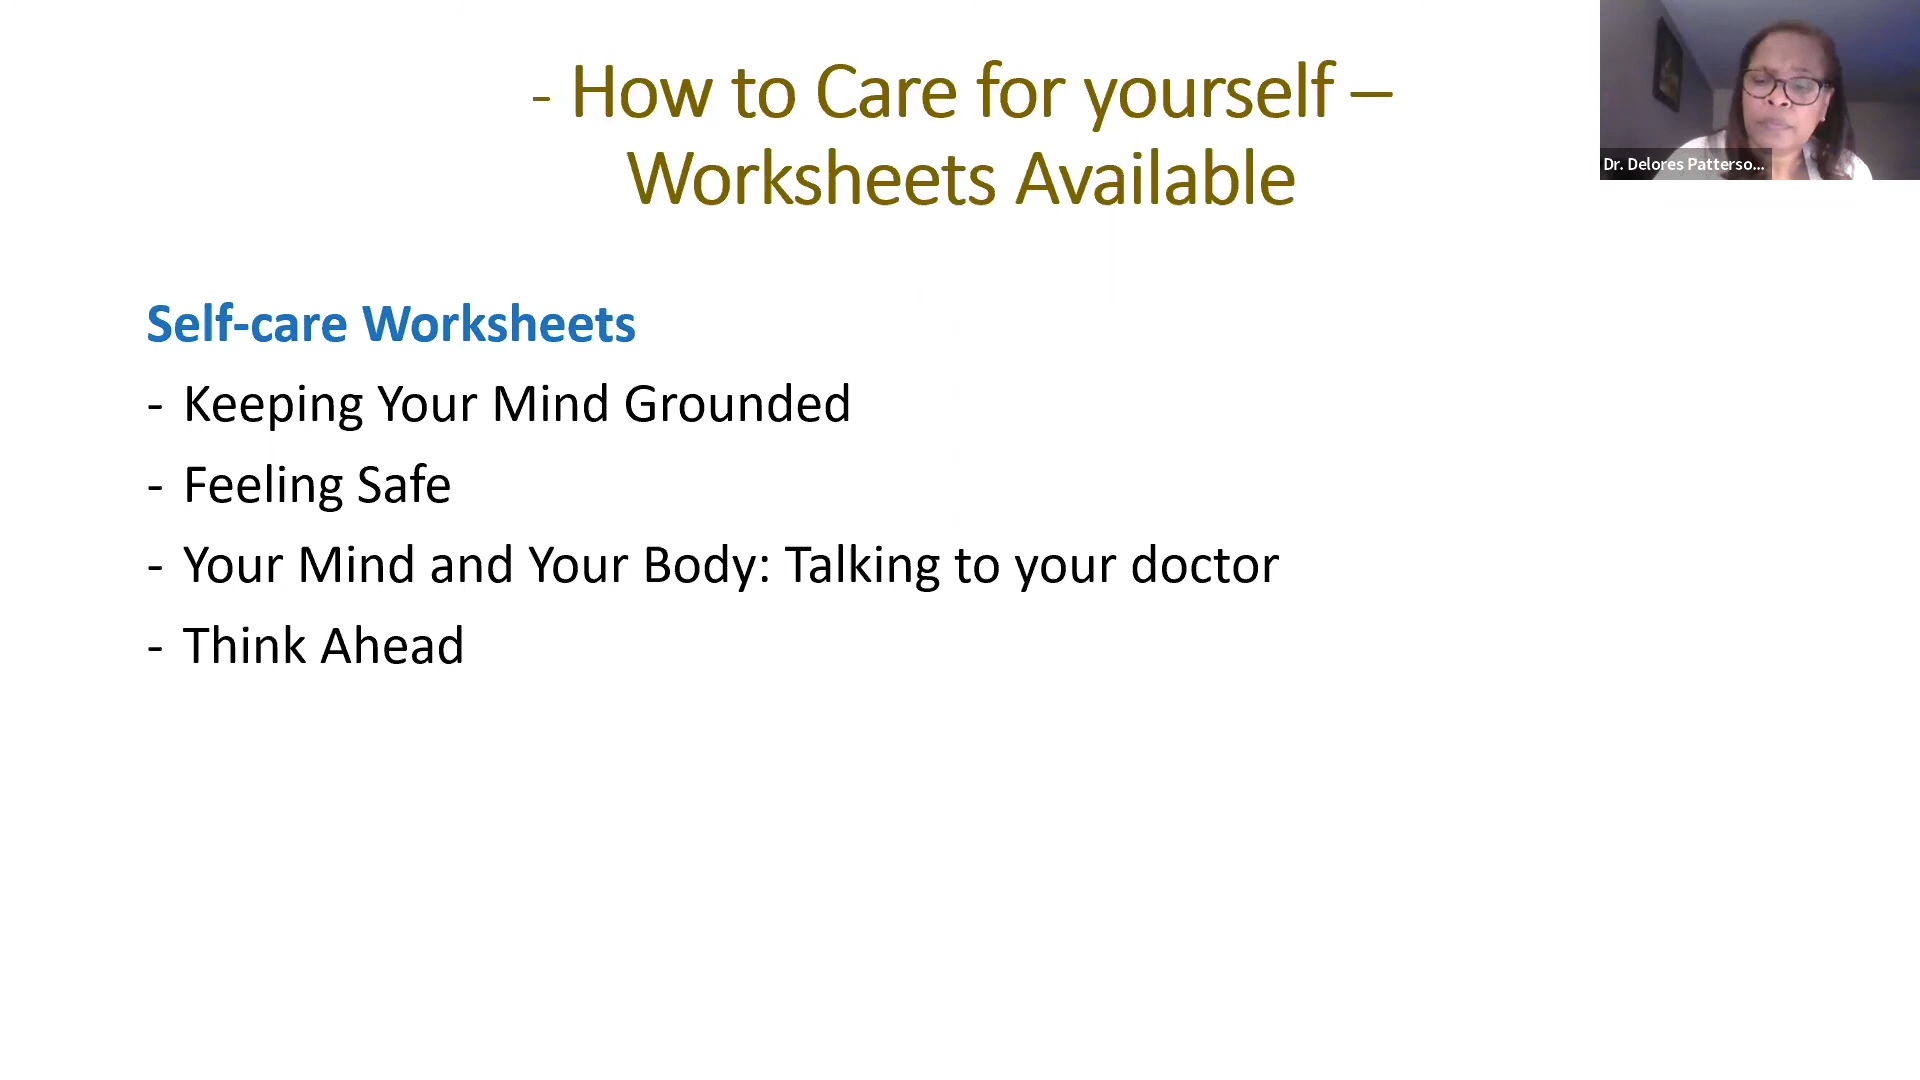 - How to Care for yourself –
Worksheets Available
Dr. Delores Patterso...
Self-care Worksheets
- Keeping Your Mind Grounded
- Feeling Safe
- Your Mind and Your Body: Talking to your doctor
- Think Ahead